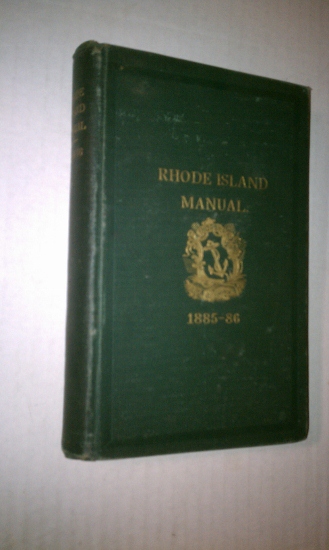 RHODE ISLAND
MANUAL.
1885-86